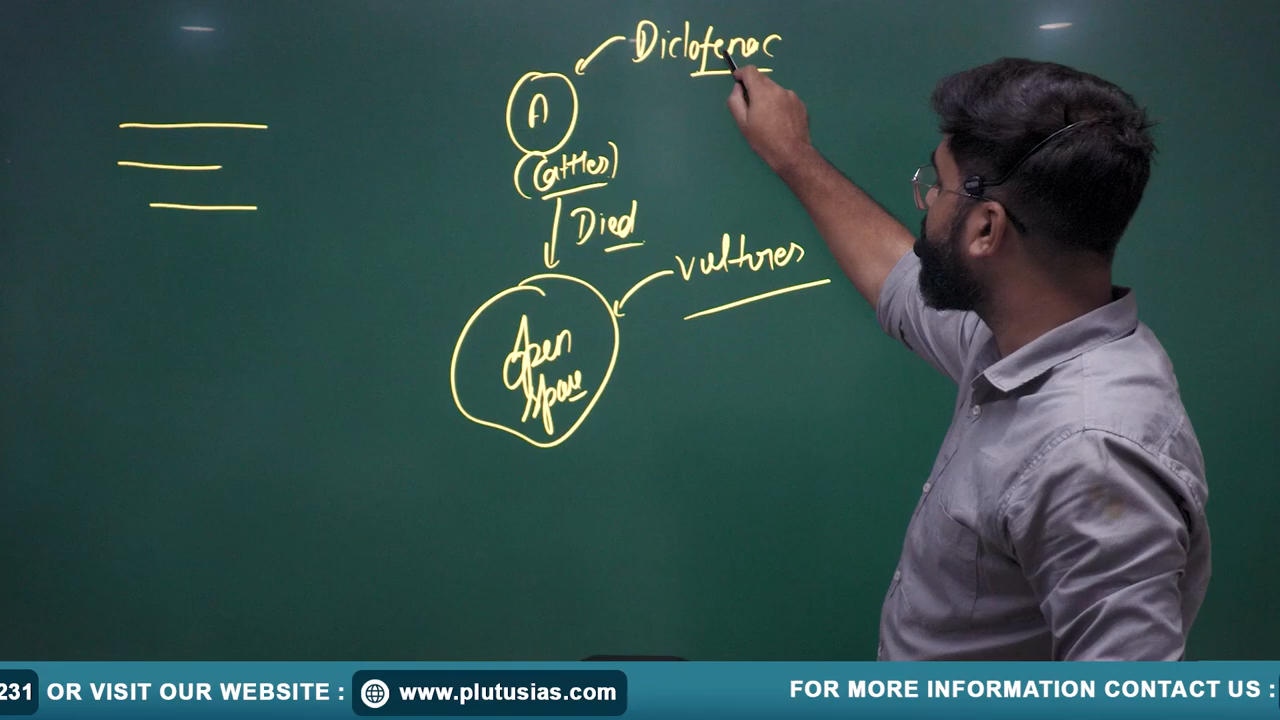 Diclofenac
A
(Cattles)
Died
vultures
Open
space
231 OR VISIT OUR WEBSITE : www.plutusias.com FOR MORE INFORMATION CONTACT US :